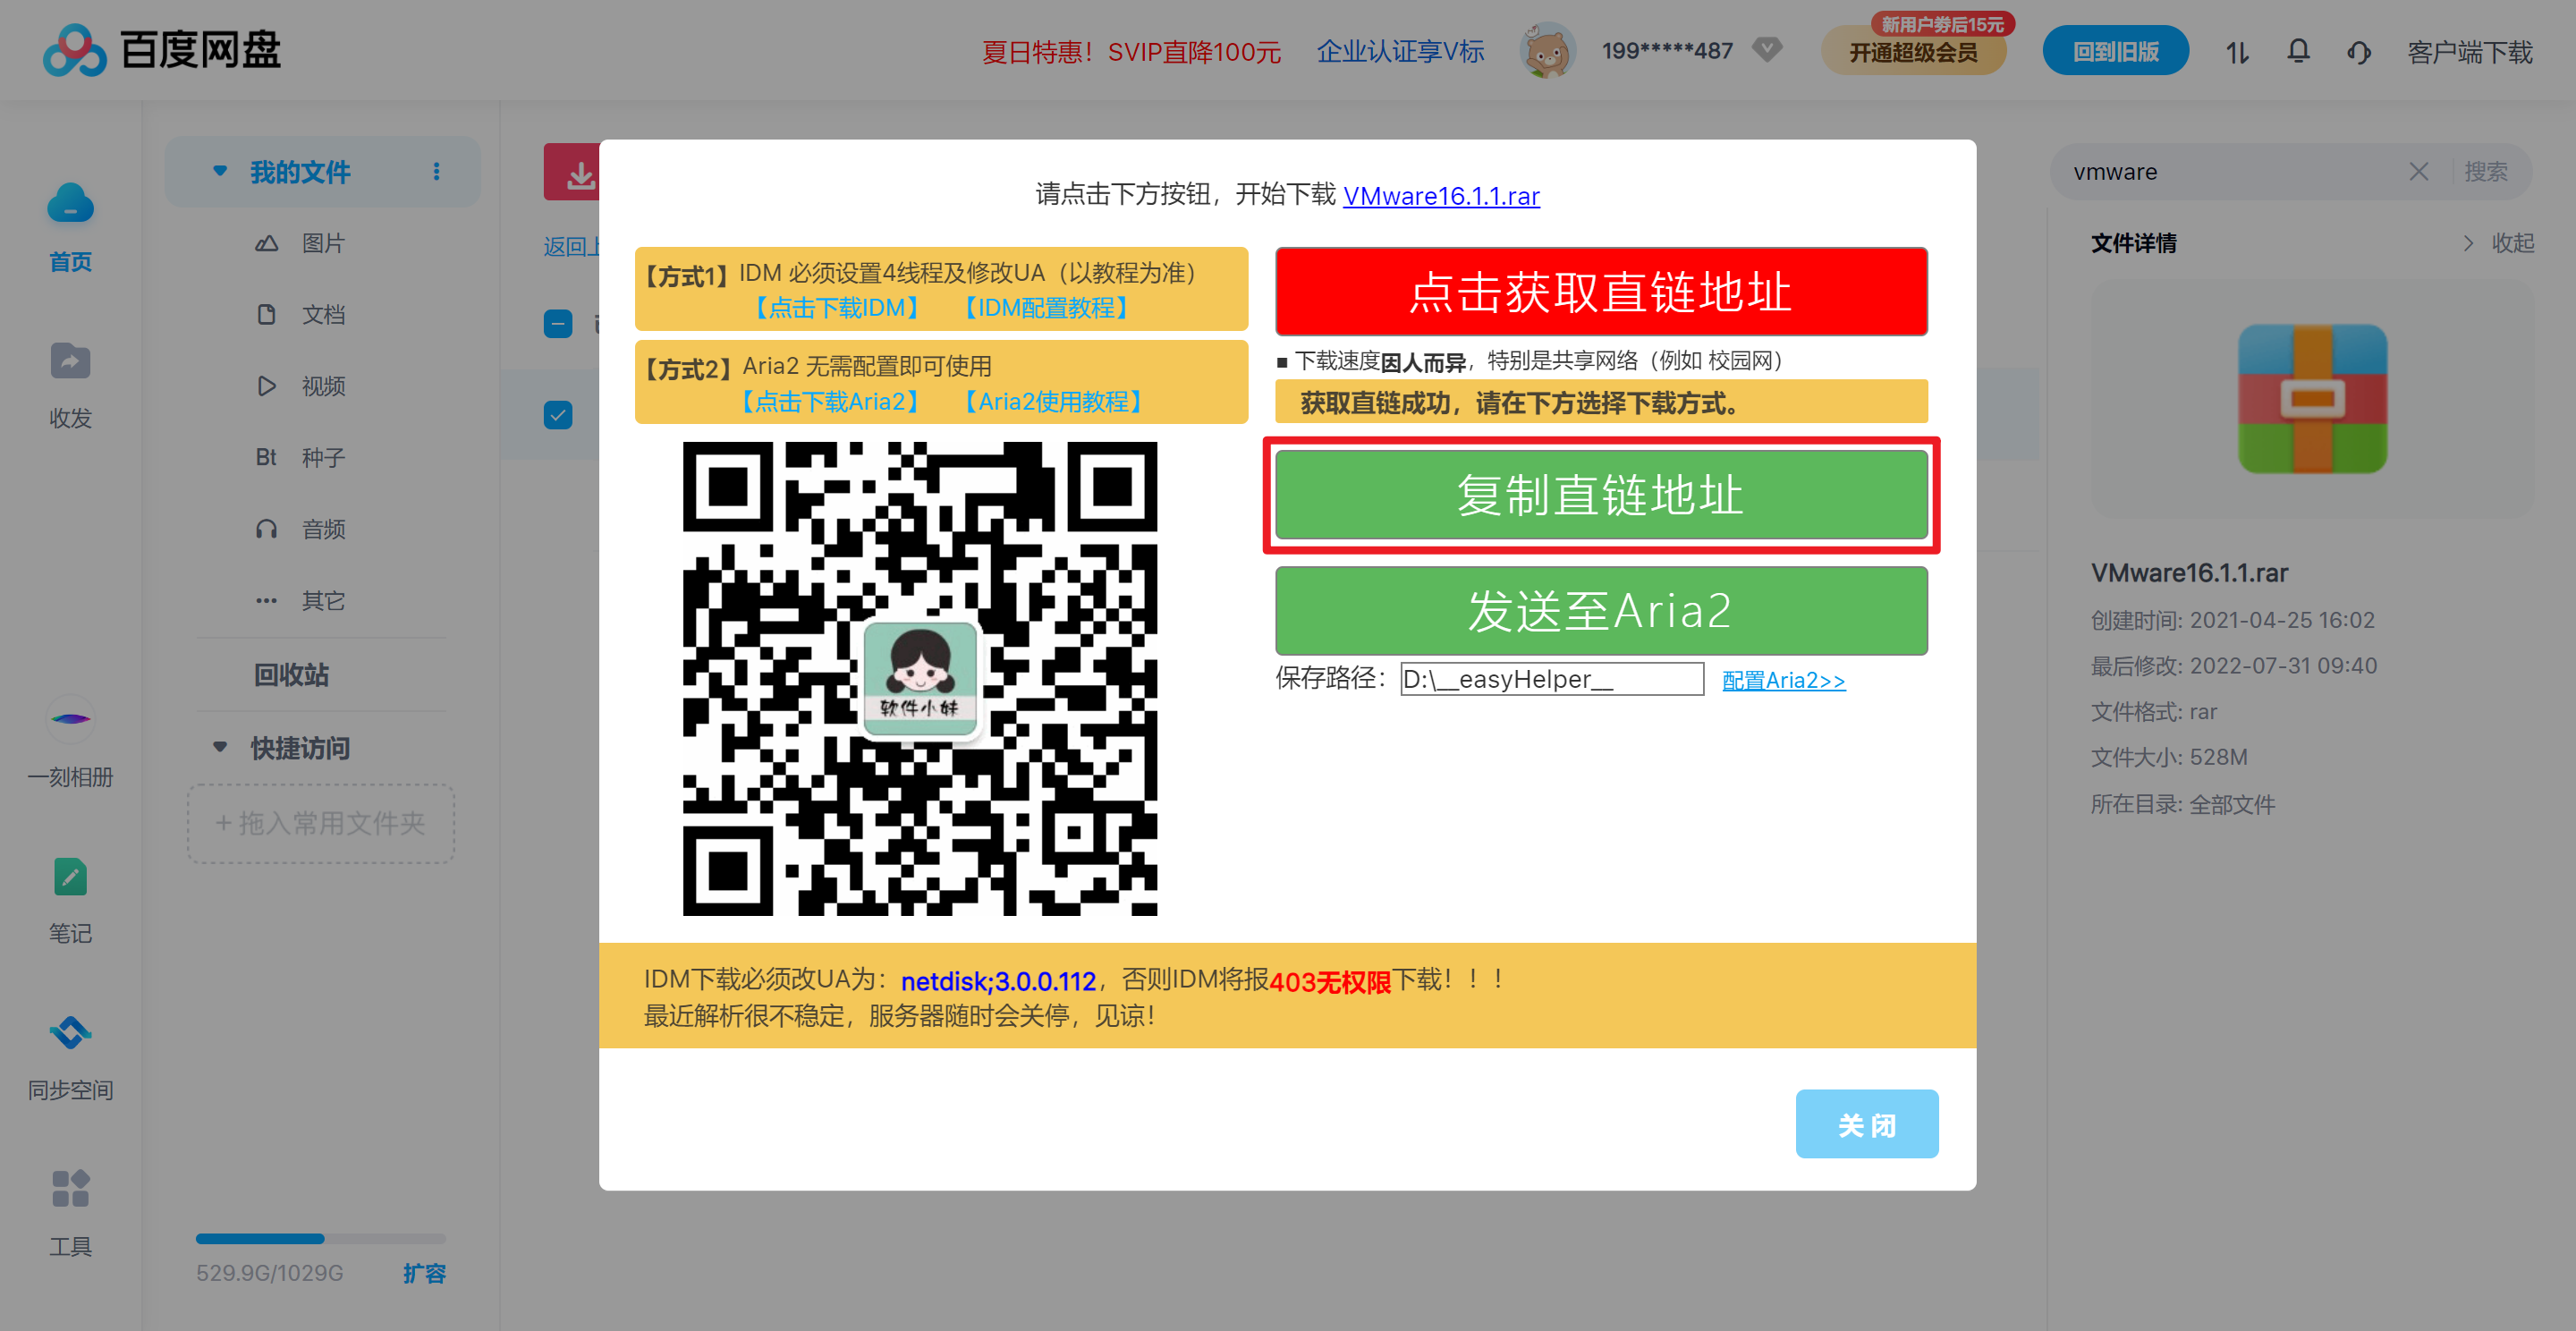 百度网盘
夏日特惠！SVIP直降100元
企业认证享V标
199*****487
新用户劵后15元
开通超级会员
回到旧版
客户端下载
首页
收发
一刻相册
笔记
同步空间
工具
我的文件
图片
文档
视频
Bt 种子
音频
其它
回收站
快捷访问
+ 拖入常用文件夹
529.9G/1029G
扩容
返回上
请点击下方按钮，开始下载 VMware16.1.1.rar
【方式1】IDM 必须设置4线程及修改UA（以教程为准）
【点击下载IDM】 【IDM配置教程】
【方式2】Aria2 无需配置即可使用
【点击下载Aria2】 【Aria2使用教程】
软件小妹
点击获取直链地址
■ 下载速度因人而异，特别是共享网络（例如 校园网）
获取直链成功，请在下方选择下载方式。
复制直链地址
发送至Aria2
保存路径：D:\__easyHelper__ 配置Aria2>>
IDM下载必须改UA为：netdisk;3.0.0.112，否则IDM将报403无权限下载！！！
最近解析很不稳定，服务器随时会关停，见谅！
关 闭
vmware
搜索
文件详情
收起
VMware16.1.1.rar
创建时间: 2021-04-25 16:02
最后修改: 2022-07-31 09:40
文件格式: rar
文件大小: 528M
所在目录: 全部文件